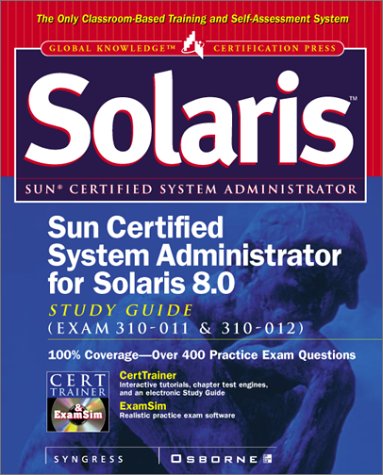 The Only Classroom-Based Training and Self-Assessment System
GLOBAL KNOWLEDGE™ CERTIFICATION PRESS
Solaris™
SUN® CERTIFIED SYSTEM ADMINISTRATOR
Sun Certified
System Administrator
for Solaris 8.0
STUDY GUIDE
(EXAM 310-011 & 310-012)
100% Coverage—Over 400 Practice Exam Questions
CERT
TRAINER
& ExamSim
CertTrainer
Interactive tutorials, chapter test engines,
and an electronic Study Guide
ExamSim
Realistic practice exam software
SYNGRESS
OSBORNE